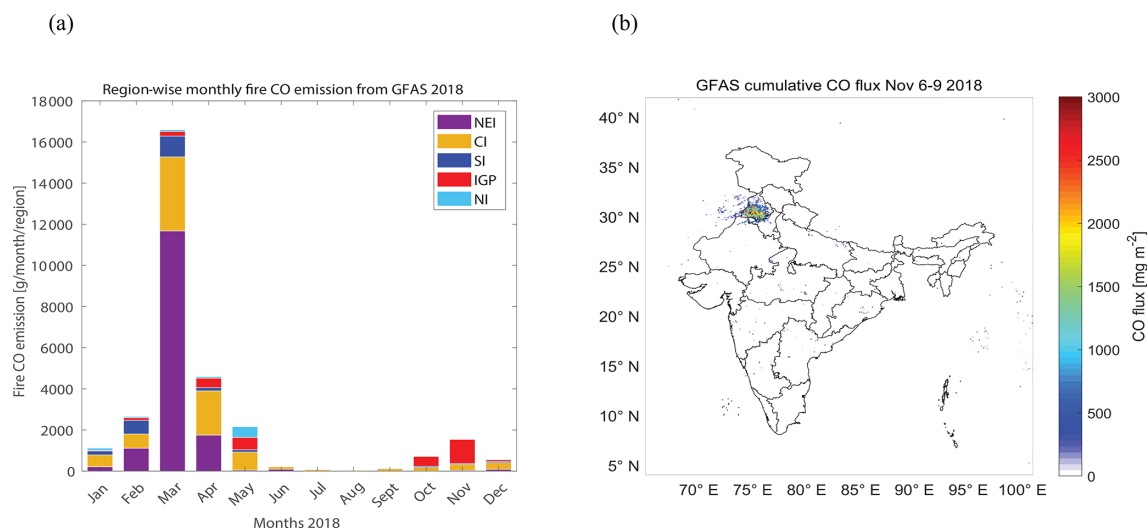 (a)
Region-wise monthly fire CO emission from GFAS 2018
Fire CO emission [g/month/region]
18000
16000
14000
12000
10000
8000
6000
4000
2000
0
NEI
CI
SI
IGP
NI
Jan Feb Mar Apr May Jun Jul Aug Sept Oct Nov Dec
Months 2018
(b)
GFAS cumulative CO flux Nov 6-9 2018
40° N
35° N
30° N
25° N
20° N
15° N
10° N
5° N
70° E 75° E 80° E 85° E 90° E 95° E 100° E
3000
2500
2000
1500
1000
500
0
CO flux [mg m⁻²]